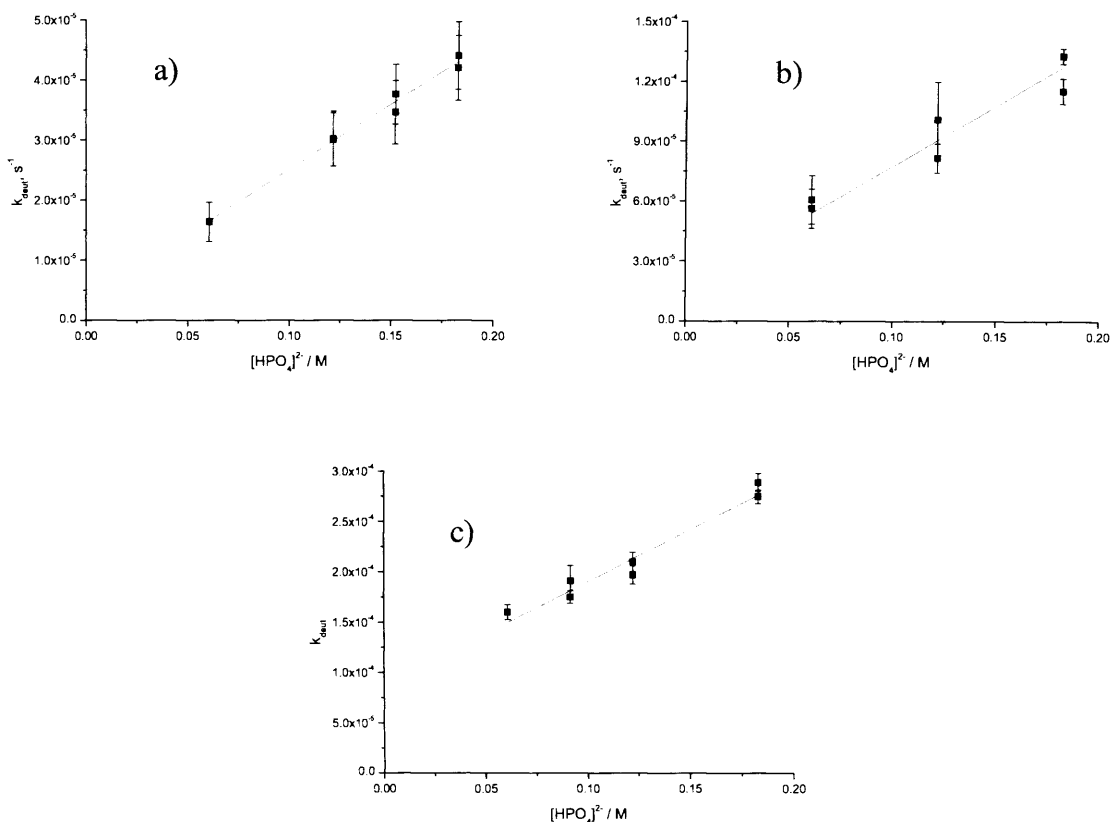 a)
5.0x10⁻⁵
4.0x10⁻⁵
3.0x10⁻⁵
2.0x10⁻⁵
1.0x10⁻⁵
0.0
k_deut, s⁻¹
0.00 0.05 0.10 0.15 0.20
[HPO₄]²⁻ / M
b)
1.5x10⁻⁴
1.2x10⁻⁴
9.0x10⁻⁵
6.0x10⁻⁵
3.0x10⁻⁵
0.0
k_deut, s⁻¹
0.00 0.05 0.10 0.15 0.20
[HPO₄]²⁻ / M
c)
3.0x10⁻⁴
2.5x10⁻⁴
2.0x10⁻⁴
1.5x10⁻⁴
1.0x10⁻⁴
5.0x10⁻⁵
0.0
k_deut
0.00 0.05 0.10 0.15 0.20
[HPO₄]²⁻ / M